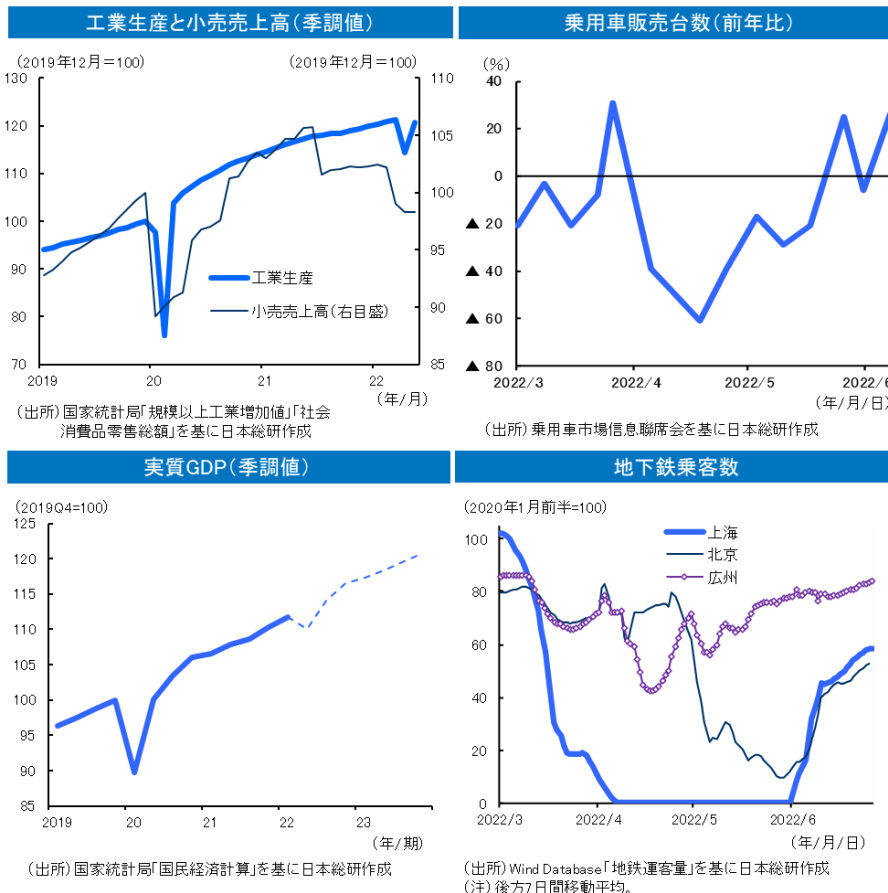 工業生産と小売売上高(季調値)
(2019年12月=100)
(2019年12月=100)
130
120
110
100
90
80
70
110
105
100
95
90
85
工業生産
小売売上高(右目盛)
2019
20
21
22
(年/月)
(出所)国家統計局「規模以上工業増加値」「社会
消費品零售総額」を基に日本総研作成
乗用車販売台数(前年比)
(%)
40
20
0
▲ 20
▲ 40
▲ 60
▲ 80
2022/3
2022/4
2022/5
2022/6
(年/月/日)
(出所)乗用車市場信息聯席会を基に日本総研作成
実質GDP(季調値)
(2019Q4=100)
125
120
115
110
105
100
95
90
85
2019
20
21
22
23
(年/期)
(出所)国家統計局「国民経済計算」を基に日本総研作成
地下鉄乗客数
(2020年1月前半=100)
100
80
60
40
20
0
上海
北京
広州
2022/3
2022/4
2022/5
2022/6
(年/月/日)
(出所)Wind Database「地鉄運客量」を基に日本総研作成
(注)後方7日間移動平均。